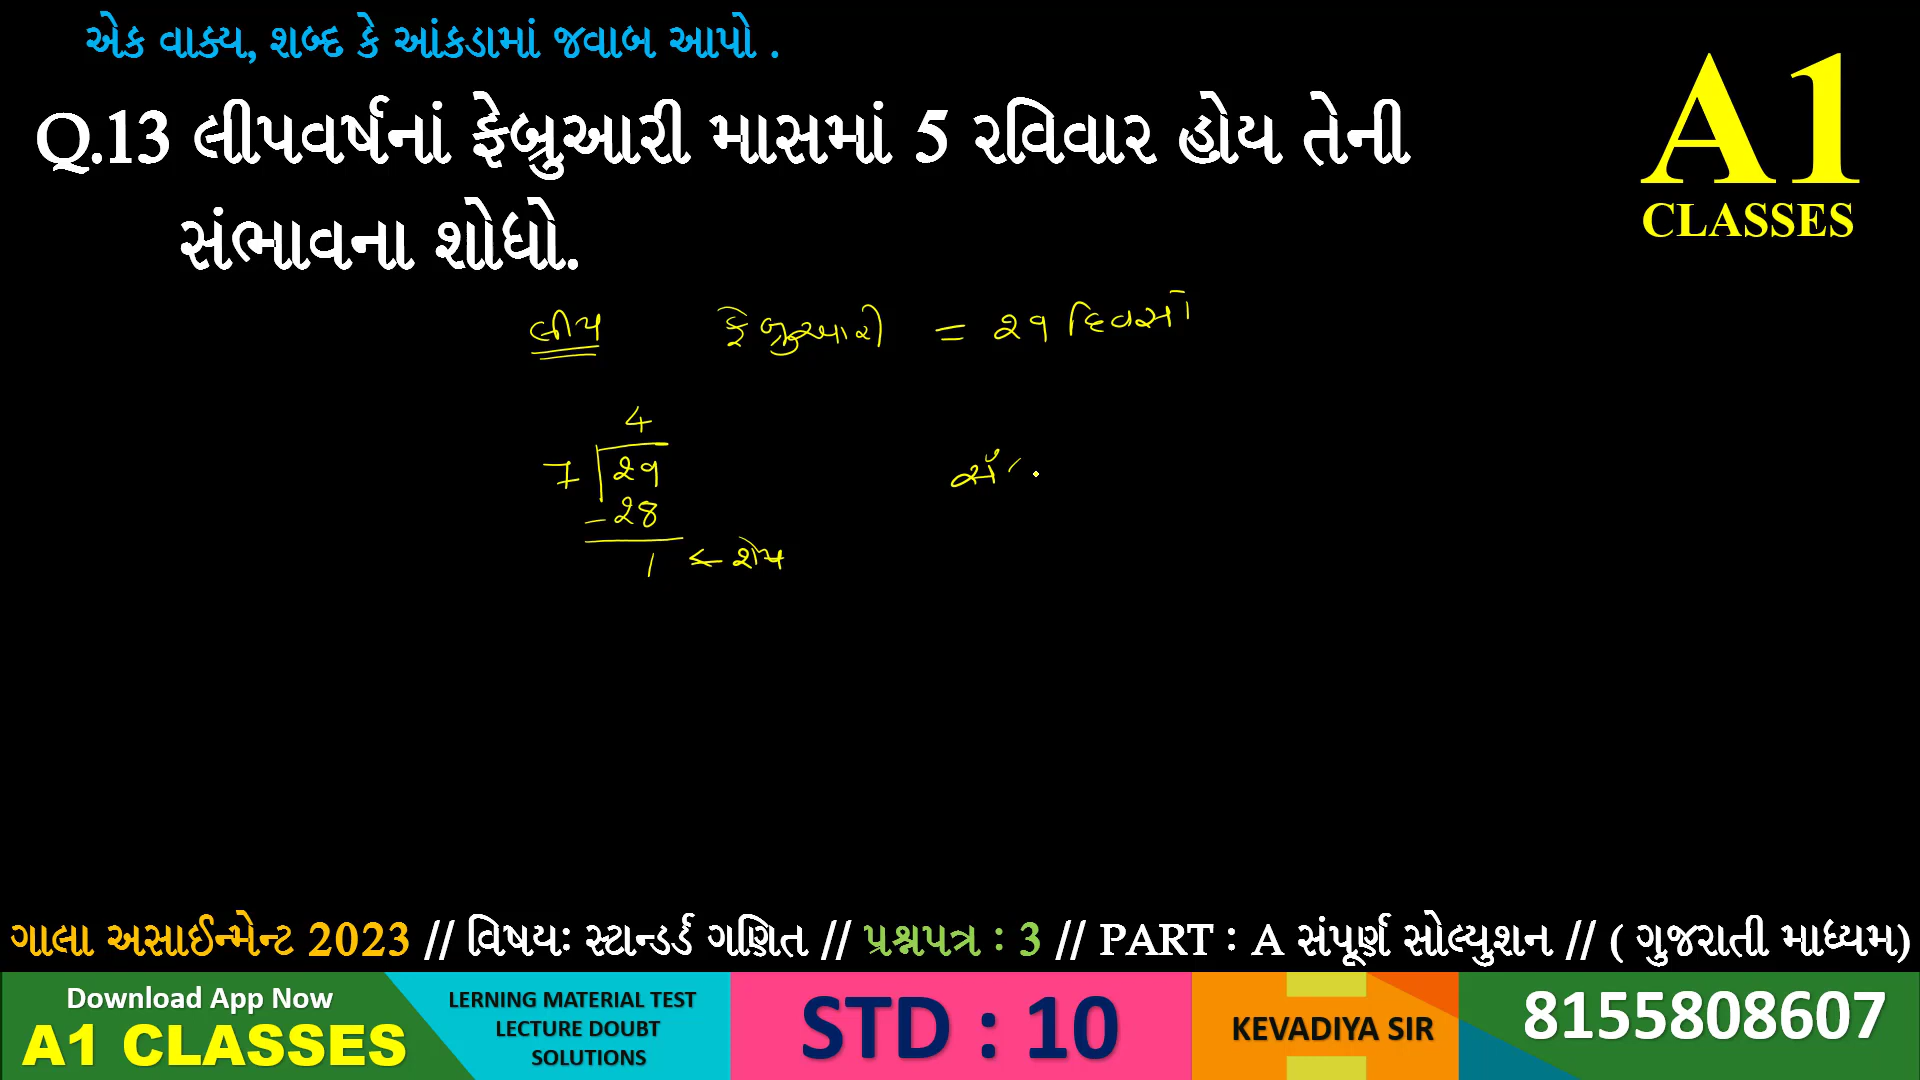 એક વાક્ય, શબ્દ કે આંકડામાં જવાબ આપો .
A1
CLASSES
Q.13 લીપવર્ષનાં ફેબ્રુઆરી માસમાં 5 રવિવાર હોય તેની
સંભાવના શોધો.
લીપ ફેબ્રુઆરી = 29 દિવસો
4
7 29
- 28
1 ← શેષ
સં
ગાલા અસાઈન્મેન્ટ 2023 // વિષયઃ સ્ટાન્ડર્ડ ગણિત // પ્રશ્નપત્ર : 3 // PART : A સંપૂર્ણ સોલ્યુશન // ( ગુજરાતી માધ્યમ)
Download App Now
A1 CLASSES
LERNING MATERIAL TEST
LECTURE DOUBT
SOLUTIONS
STD : 10
KEVADIYA SIR
8155808607